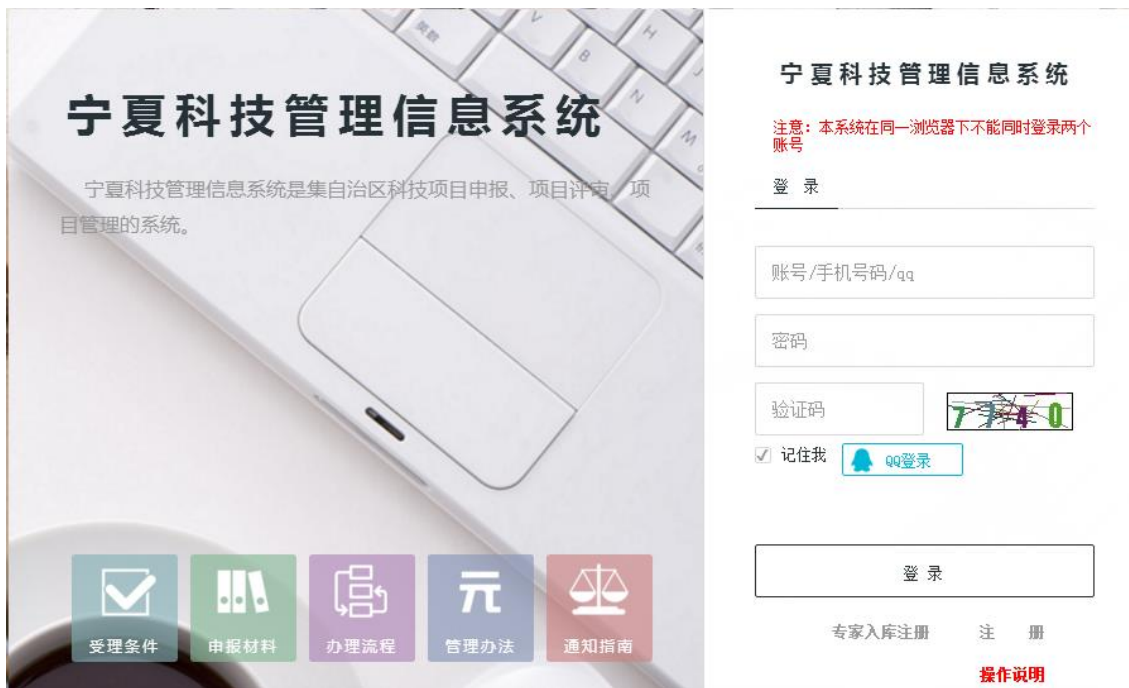 宁夏科技管理信息系统
宁夏科技管理信息系统是集自治区科技项目申报、项目评审、项
目管理的系统。
受理条件
申报材料
办理流程
元
管理办法
通知指南
宁夏科技管理信息系统
注意：本系统在同一浏览器下不能同时登录两个
账号
登 录
账号/手机号码/qq
密码
验证码
7740
记住我
QQ登录
登 录
专家入库注册
注 册
操作说明
英数
V
B
H
N
J
M